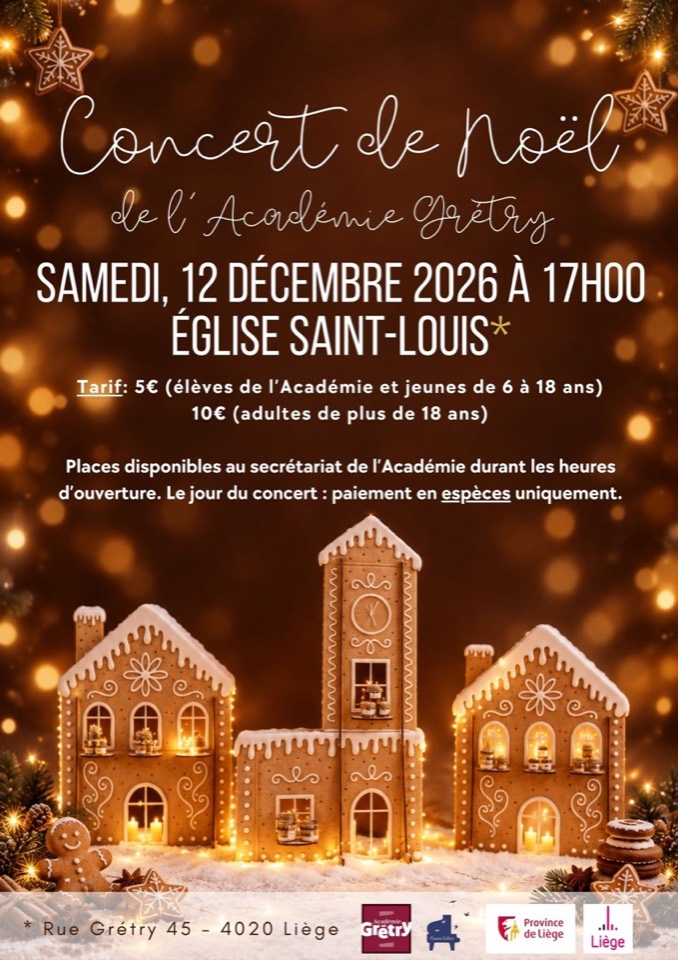 Concert de Noël
de l'Académie Grétry
SAMEDI, 12 DÉCEMBRE 2026 À 17H00
ÉGLISE SAINT-LOUIS*
Tarif: 5€ (élèves de l'Académie et jeunes de 6 à 18 ans)
10€ (adultes de plus de 18 ans)
Places disponibles au secrétariat de l'Académie durant les heures
d'ouverture. Le jour du concert : paiement en espèces uniquement.
* Rue Grétry 45 - 4020 Liège
Académie
Grétry
Province
de Liège
Liège